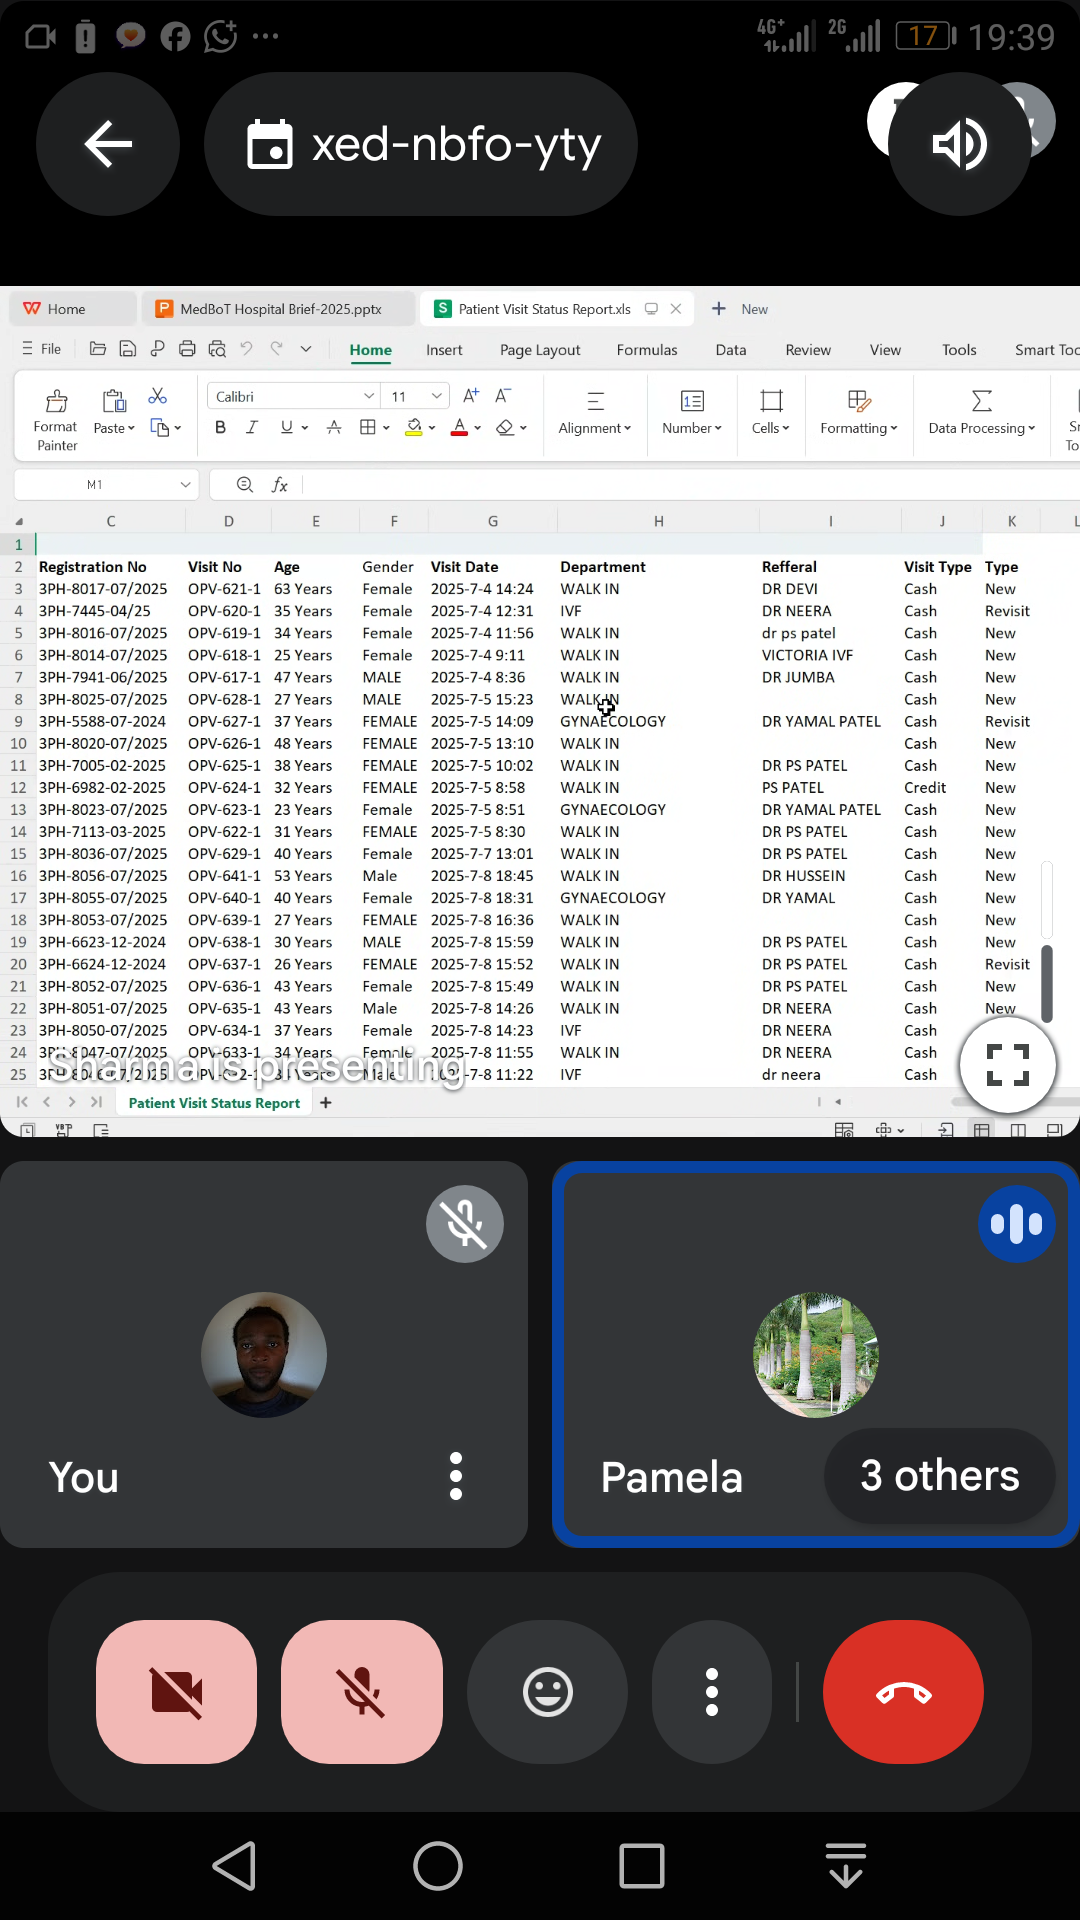 4G+ 2G 17 19:39
xed-nbfo-yty
Home MedBoT Hospital Brief-2025.pptx Patient Visit Status Report.xls New
File Home Insert Page Layout Formulas Data Review View Tools Smart Too
Calibri 11 A+ A-
Format Painter Paste B I U A A Alignment Number Cells Formatting Data Processing
M1 fx
C D E F G H I J K L
1
2 Registration No Visit No Age Gender Visit Date Department Refferal Visit Type Type
3 3PH-8017-07/2025 OPV-621-1 63 Years Female 2025-7-4 14:24 WALK IN DR DEVI Cash New
4 3PH-7445-04/25 OPV-620-1 35 Years Female 2025-7-4 12:31 IVF DR NEERA Cash Revisit
5 3PH-8016-07/2025 OPV-619-1 34 Years Female 2025-7-4 11:56 WALK IN dr ps patel Cash New
6 3PH-8014-07/2025 OPV-618-1 25 Years Female 2025-7-4 9:11 WALK IN VICTORIA IVF Cash New
7 3PH-7941-06/2025 OPV-617-1 47 Years MALE 2025-7-4 8:36 WALK IN DR JUMBA Cash New
8 3PH-8025-07/2025 OPV-628-1 27 Years MALE 2025-7-5 15:23 WALK IN Cash New
9 3PH-5588-07-2024 OPV-627-1 37 Years FEMALE 2025-7-5 14:09 GYNAECOLOGY DR YAMAL PATEL Cash Revisit
10 3PH-8020-07/2025 OPV-626-1 48 Years FEMALE 2025-7-5 13:10 WALK IN Cash New
11 3PH-7005-02-2025 OPV-625-1 38 Years FEMALE 2025-7-5 10:02 WALK IN DR PS PATEL Cash New
12 3PH-6982-02-2025 OPV-624-1 32 Years FEMALE 2025-7-5 8:58 WALK IN PS PATEL Credit New
13 3PH-8023-07/2025 OPV-623-1 23 Years Female 2025-7-5 8:51 GYNAECOLOGY DR YAMAL PATEL Cash New
14 3PH-7113-03-2025 OPV-622-1 31 Years FEMALE 2025-7-5 8:30 WALK IN DR PS PATEL Cash New
15 3PH-8036-07/2025 OPV-629-1 40 Years Female 2025-7-7 13:01 WALK IN DR PS PATEL Cash New
16 3PH-8056-07/2025 OPV-641-1 53 Years Male 2025-7-8 18:45 WALK IN DR HUSSEIN Cash New
17 3PH-8055-07/2025 OPV-640-1 40 Years Female 2025-7-8 18:31 GYNAECOLOGY DR YAMAL Cash New
18 3PH-8053-07/2025 OPV-639-1 27 Years FEMALE 2025-7-8 16:36 WALK IN Cash New
19 3PH-6623-12-2024 OPV-638-1 30 Years MALE 2025-7-8 15:59 WALK IN DR PS PATEL Cash New
20 3PH-6624-12-2024 OPV-637-1 26 Years FEMALE 2025-7-8 15:52 WALK IN DR PS PATEL Cash Revisit
21 3PH-8052-07/2025 OPV-636-1 43 Years Female 2025-7-8 15:49 WALK IN DR PS PATEL Cash New
22 3PH-8051-07/2025 OPV-635-1 43 Years Male 2025-7-8 14:26 WALK IN DR NEERA Cash New
23 3PH-8050-07/2025 OPV-634-1 37 Years Female 2025-7-8 14:23 IVF DR NEERA Cash
24 3PH-8047-07/2025 OPV-633-1 34 Years Female 2025-7-8 11:55 WALK IN DR NEERA Cash
25 2025-7-8 11:22 IVF dr neera Cash
Sharma is presenting
Patient Visit Status Report
You
Pamela
3 others